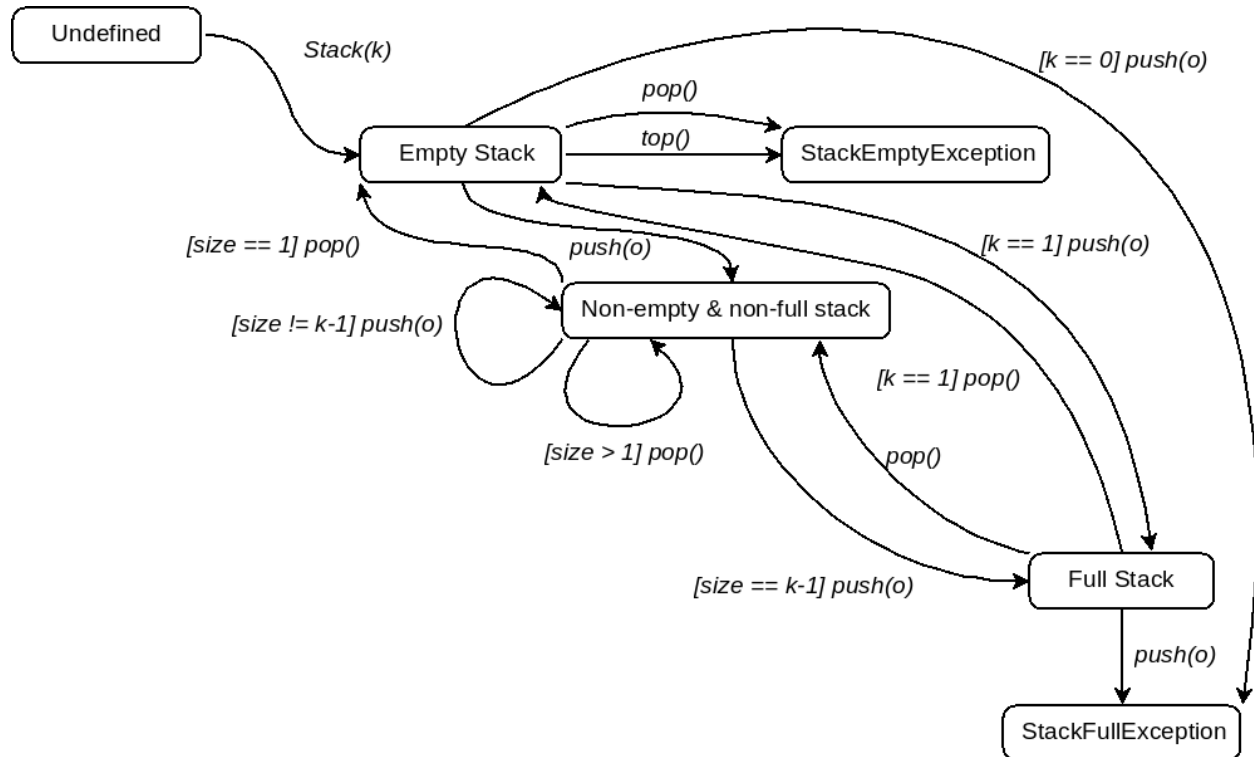 Undefined
Stack(k)
[k == 0] push(o)
pop()
Empty Stack
top()
StackEmptyException
[size == 1] pop()
push(o)
[k == 1] push(o)
Non-empty & non-full stack
[size != k-1] push(o)
[k == 1] pop()
[size > 1] pop()
pop()
Full Stack
[size == k-1] push(o)
push(o)
StackFullException